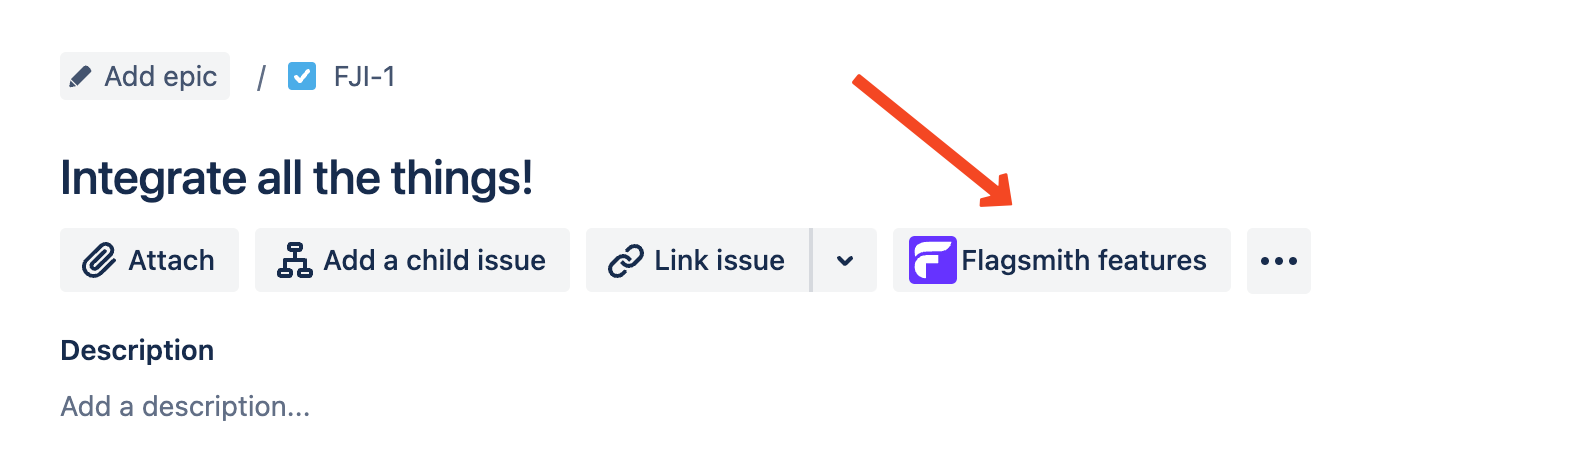 Add epic / FJI-1
Integrate all the things!
Attach Add a child issue Link issue Flagsmith features
Description
Add a description...